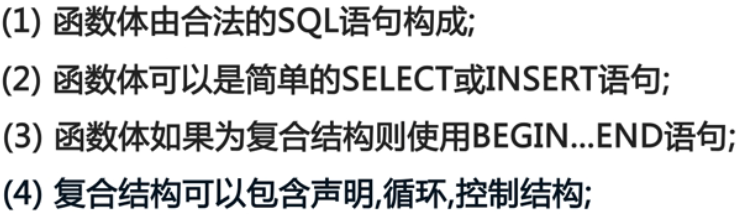 (1) 函数体由合法的SQL语句构成;
(2) 函数体可以是简单的SELECT或INSERT语句;
(3) 函数体如果为复合结构则使用BEGIN...END语句;
(4) 复合结构可以包含声明,循环,控制结构;